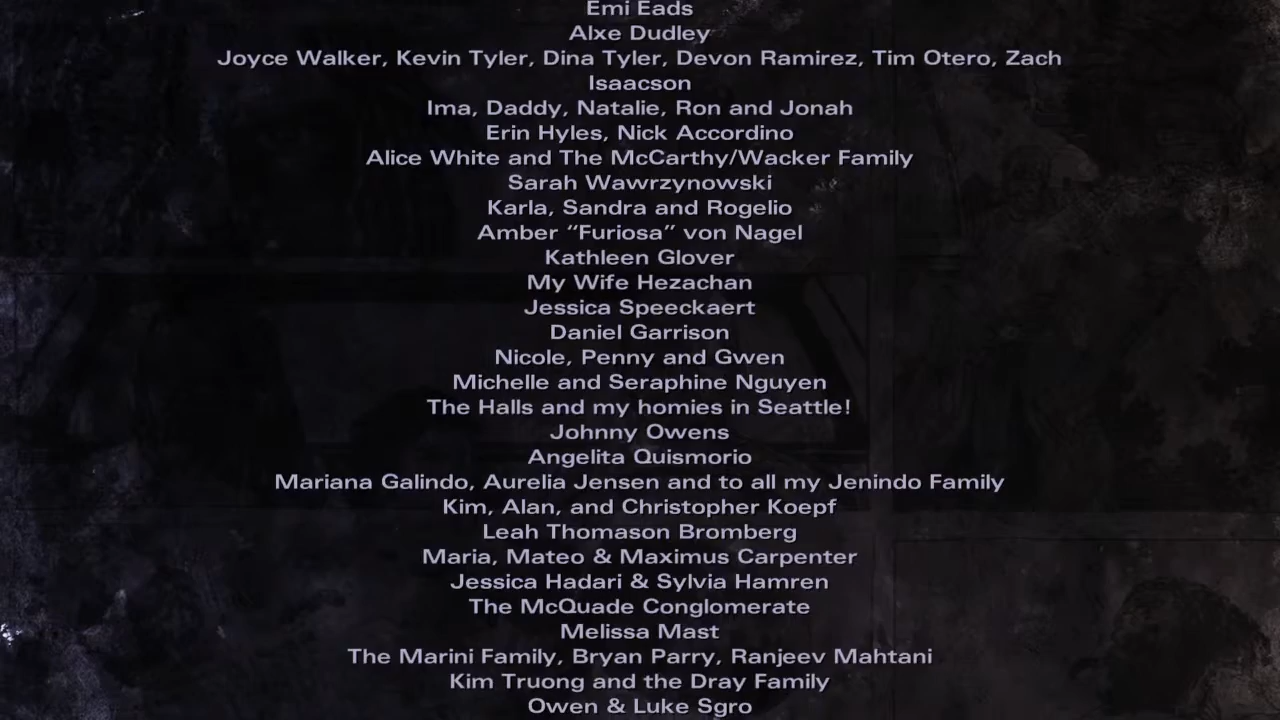 Emi Eads
Alxe Dudley
Joyce Walker, Kevin Tyler, Dina Tyler, Devon Ramirez, Tim Otero, Zach
Isaacson
Ima, Daddy, Natalie, Ron and Jonah
Erin Hyles, Nick Accordino
Alice White and The McCarthy/Wacker Family
Sarah Wawrzynowski
Karla, Sandra and Rogelio
Amber “Furiosa” von Nagel
Kathleen Glover
My Wife Hezachan
Jessica Speeckaert
Daniel Garrison
Nicole, Penny and Gwen
Michelle and Seraphine Nguyen
The Halls and my homies in Seattle!
Johnny Owens
Angelita Quismorio
Mariana Galindo, Aurelia Jensen and to all my Jenindo Family
Kim, Alan, and Christopher Koepf
Leah Thomason Bromberg
Maria, Mateo & Maximus Carpenter
Jessica Hadari & Sylvia Hamren
The McQuade Conglomerate
Melissa Mast
The Marini Family, Bryan Parry, Ranjeev Mahtani
Kim Truong and the Dray Family
Owen & Luke Sgro